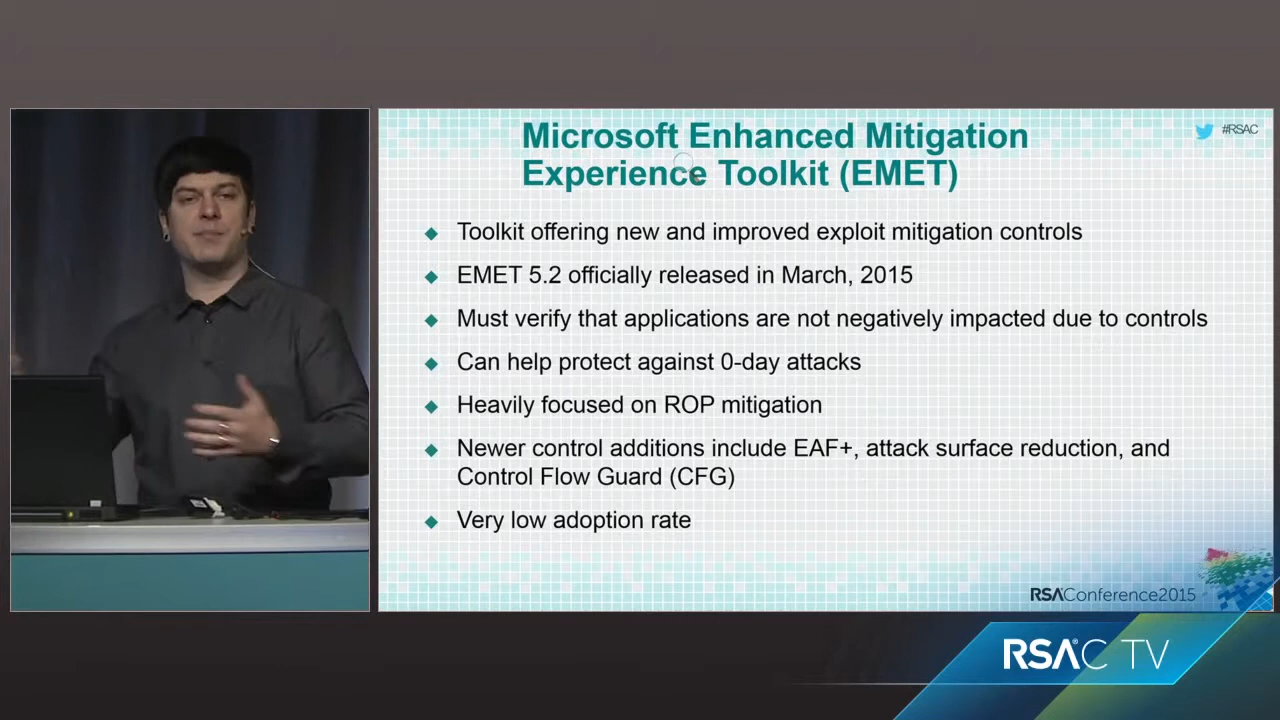 Microsoft Enhanced Mitigation
Experience Toolkit (EMET)
#RSAC
Toolkit offering new and improved exploit mitigation controls
EMET 5.2 officially released in March, 2015
Must verify that applications are not negatively impacted due to controls
Can help protect against 0-day attacks
Heavily focused on ROP mitigation
Newer control additions include EAF+, attack surface reduction, and
Control Flow Guard (CFG)
Very low adoption rate
RSAConference2015
RSA®C TV